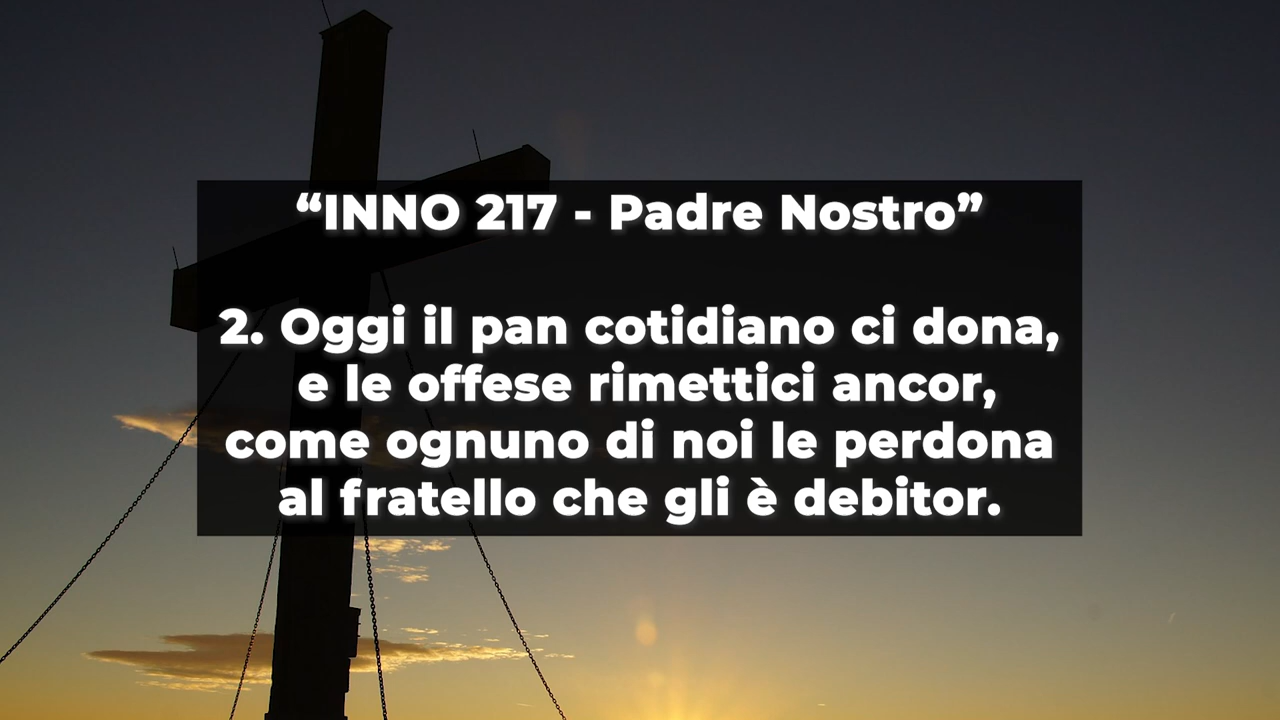 “INNO 217 - Padre Nostro”
2. Oggi il pan cotidiano ci dona,
e le offese rimettici ancor,
come ognuno di noi le perdona
al fratello che gli è debitor.